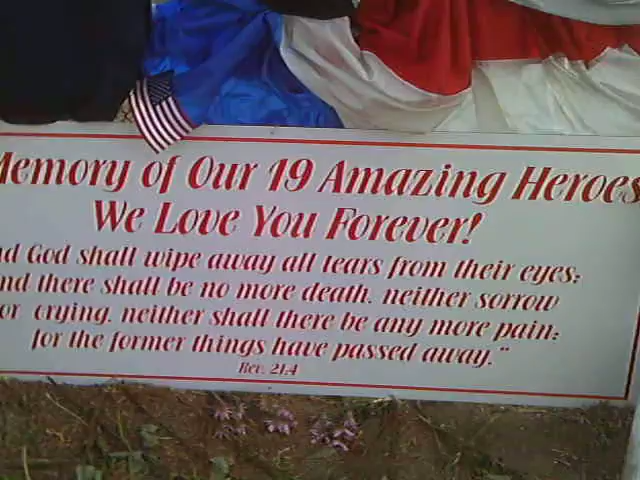 Memory of Our 19 Amazing Heroes
We Love You Forever!
nd God shall wipe away all tears from their eyes;
nd there shall be no more death, neither sorrow
or crying, neither shall there be any more pain:
for the former things have passed away."
Rev. 21:4